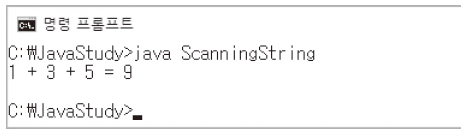 명령 프롬프트
C:₩JavaStudy>java ScanningString
1 + 3 + 5 = 9
C:₩JavaStudy>